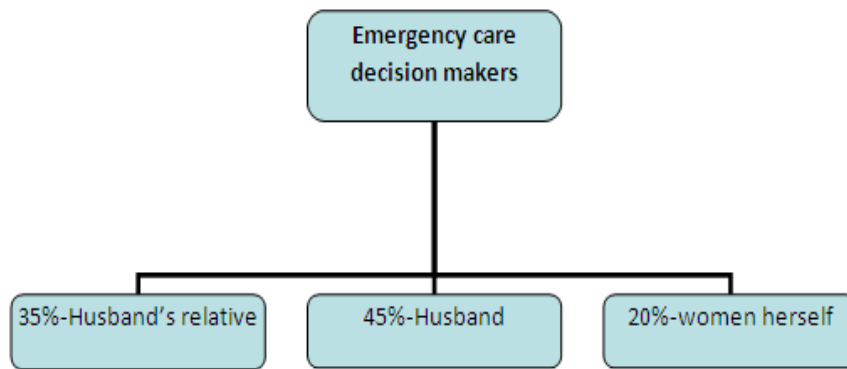 Emergency care
decision makers
35%-Husband's relative
45%-Husband
20%-women herself